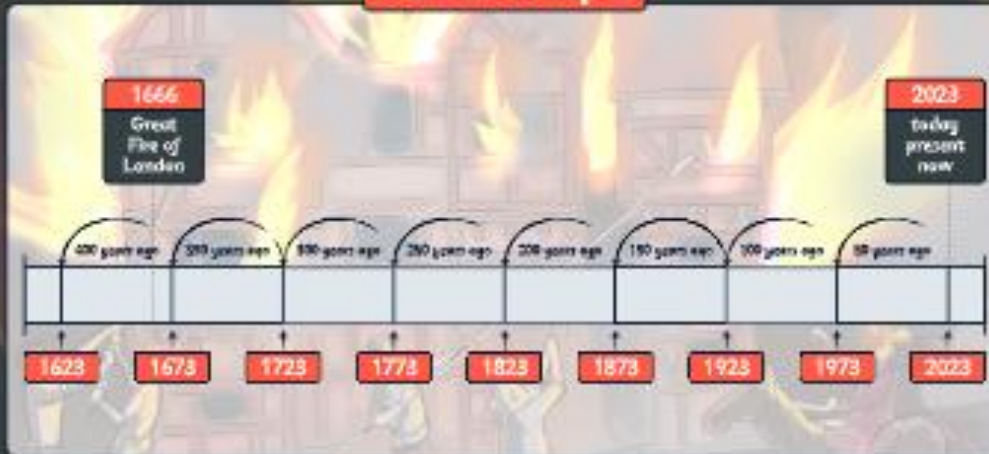 1666
Great
Fire of
London
2023
today
present
now
400 years ago
350 years ago
300 years ago
250 years ago
200 years ago
150 years ago
100 years ago
50 years ago
1623
1673
1723
1773
1823
1873
1923
1973
2023